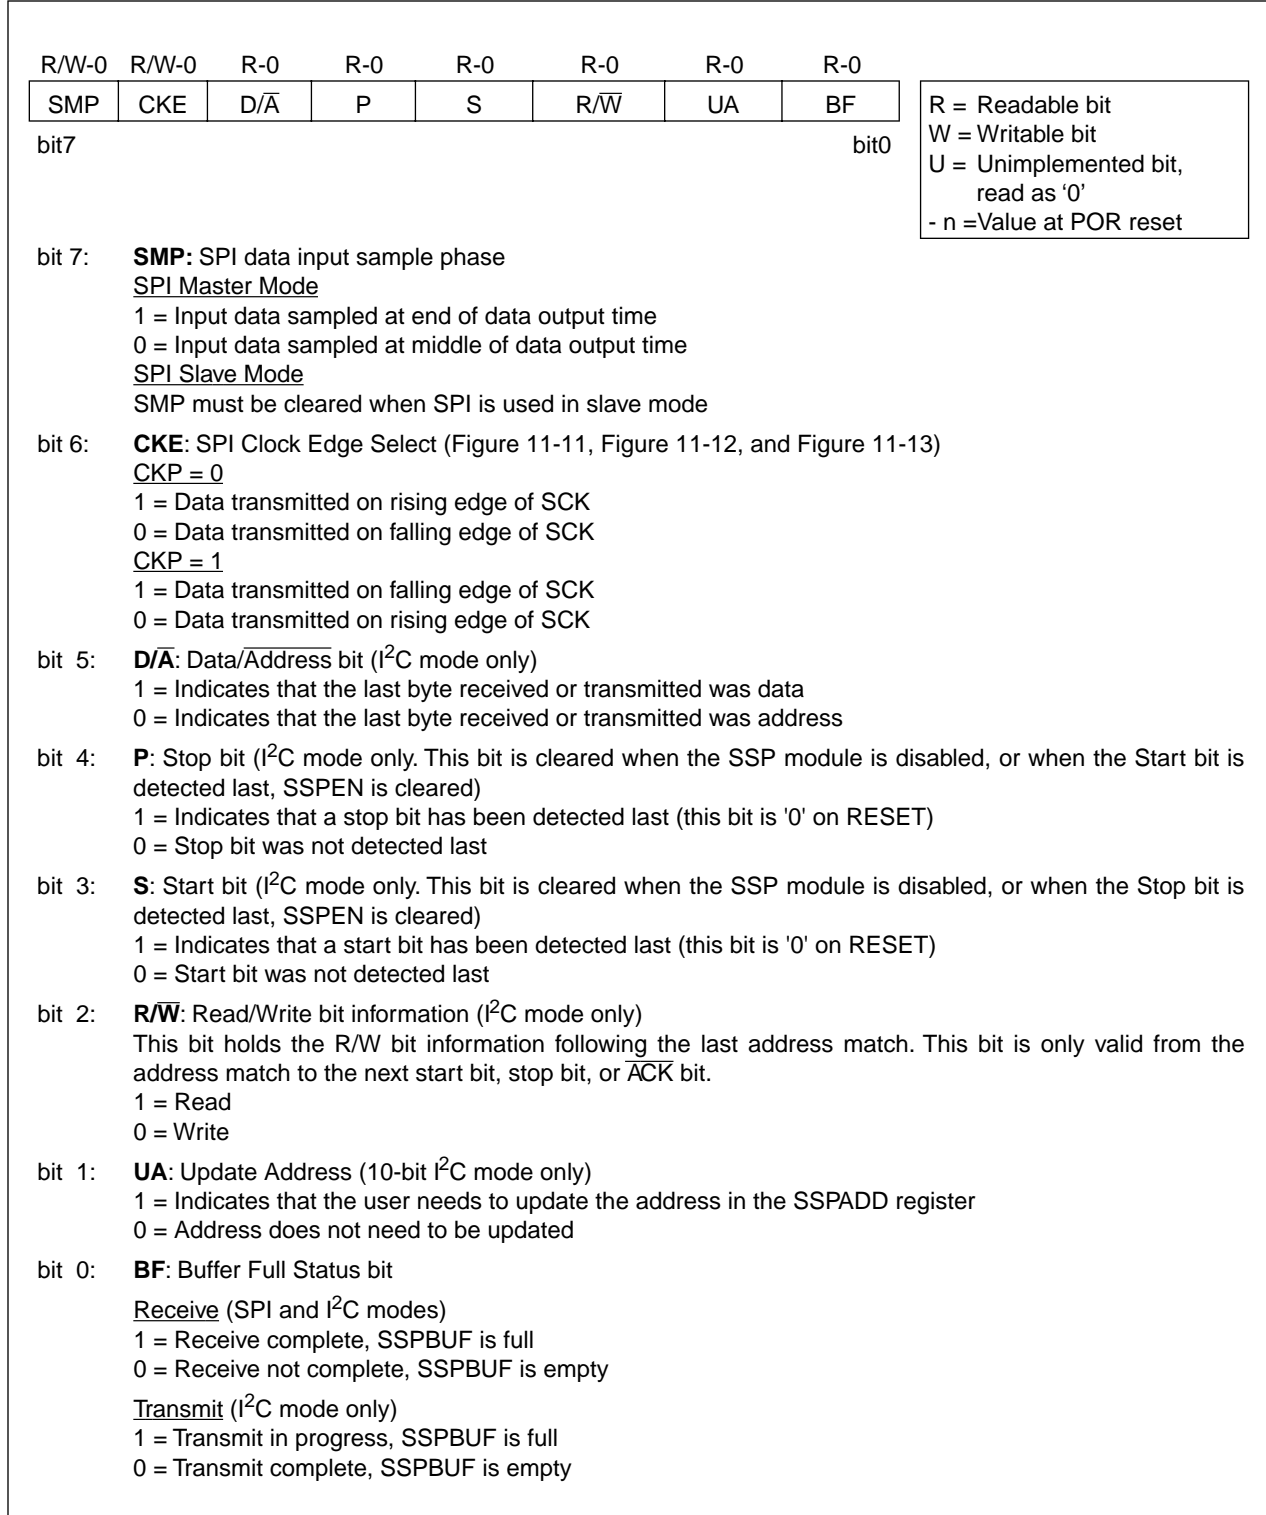 R/W-0 R/W-0 R-0 R-0 R-0 R-0 R-0 R-0
SMP CKE D/A̅ P S R/W̅ UA BF
bit7 bit0
R = Readable bit
W = Writable bit
U = Unimplemented bit,
read as ‘0’
- n =Value at POR reset
bit 7: SMP: SPI data input sample phase
SPI Master Mode
1 = Input data sampled at end of data output time
0 = Input data sampled at middle of data output time
SPI Slave Mode
SMP must be cleared when SPI is used in slave mode
bit 6: CKE: SPI Clock Edge Select (Figure 11-11, Figure 11-12, and Figure 11-13)
CKP = 0
1 = Data transmitted on rising edge of SCK
0 = Data transmitted on falling edge of SCK
CKP = 1
1 = Data transmitted on falling edge of SCK
0 = Data transmitted on rising edge of SCK
bit 5: D/A̅: Data/A̅d̅d̅r̅e̅s̅s̅ bit (I²C mode only)
1 = Indicates that the last byte received or transmitted was data
0 = Indicates that the last byte received or transmitted was address
bit 4: P: Stop bit (I²C mode only. This bit is cleared when the SSP module is disabled, or when the Start bit is
detected last, SSPEN is cleared)
1 = Indicates that a stop bit has been detected last (this bit is '0' on RESET)
0 = Stop bit was not detected last
bit 3: S: Start bit (I²C mode only. This bit is cleared when the SSP module is disabled, or when the Stop bit is
detected last, SSPEN is cleared)
1 = Indicates that a start bit has been detected last (this bit is '0' on RESET)
0 = Start bit was not detected last
bit 2: R/W̅: Read/Write bit information (I²C mode only)
This bit holds the R/W bit information following the last address match. This bit is only valid from the
address match to the next start bit, stop bit, or A̅C̅K̅ bit.
1 = Read
0 = Write
bit 1: UA: Update Address (10-bit I²C mode only)
1 = Indicates that the user needs to update the address in the SSPADD register
0 = Address does not need to be updated
bit 0: BF: Buffer Full Status bit
Receive (SPI and I²C modes)
1 = Receive complete, SSPBUF is full
0 = Receive not complete, SSPBUF is empty
Transmit (I²C mode only)
1 = Transmit in progress, SSPBUF is full
0 = Transmit complete, SSPBUF is empty